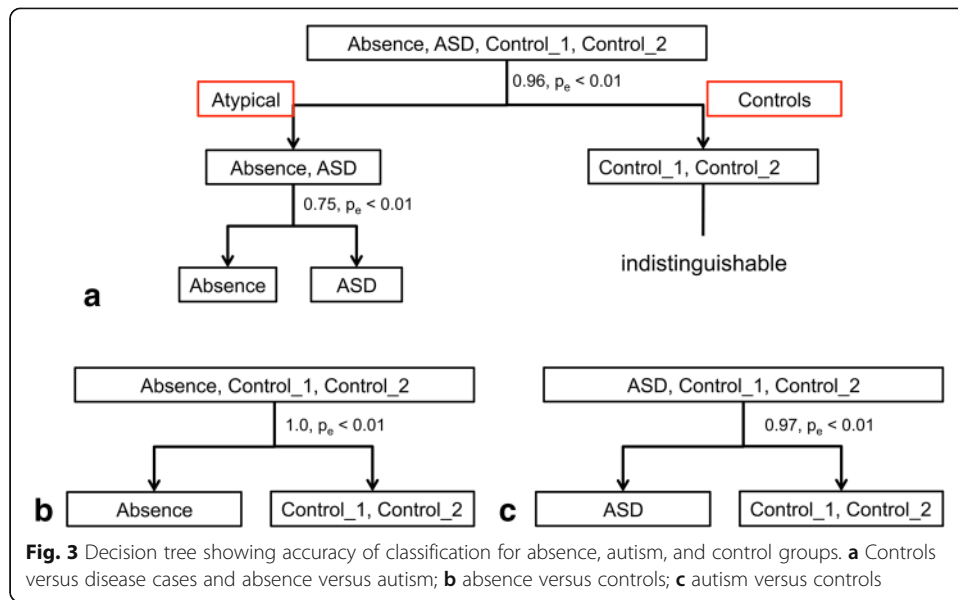 Absence, ASD, Control_1, Control_2
0.96, pe < 0.01
Atypical
Controls
Absence, ASD
Control_1, Control_2
0.75, pe < 0.01
indistinguishable
Absence
ASD
a
Absence, Control_1, Control_2
1.0, pe < 0.01
Absence
Control_1, Control_2
b
ASD, Control_1, Control_2
0.97, pe < 0.01
ASD
Control_1, Control_2
c
Fig. 3 Decision tree showing accuracy of classification for absence, autism, and control groups. a Controls
versus disease cases and absence versus autism; b absence versus controls; c autism versus controls